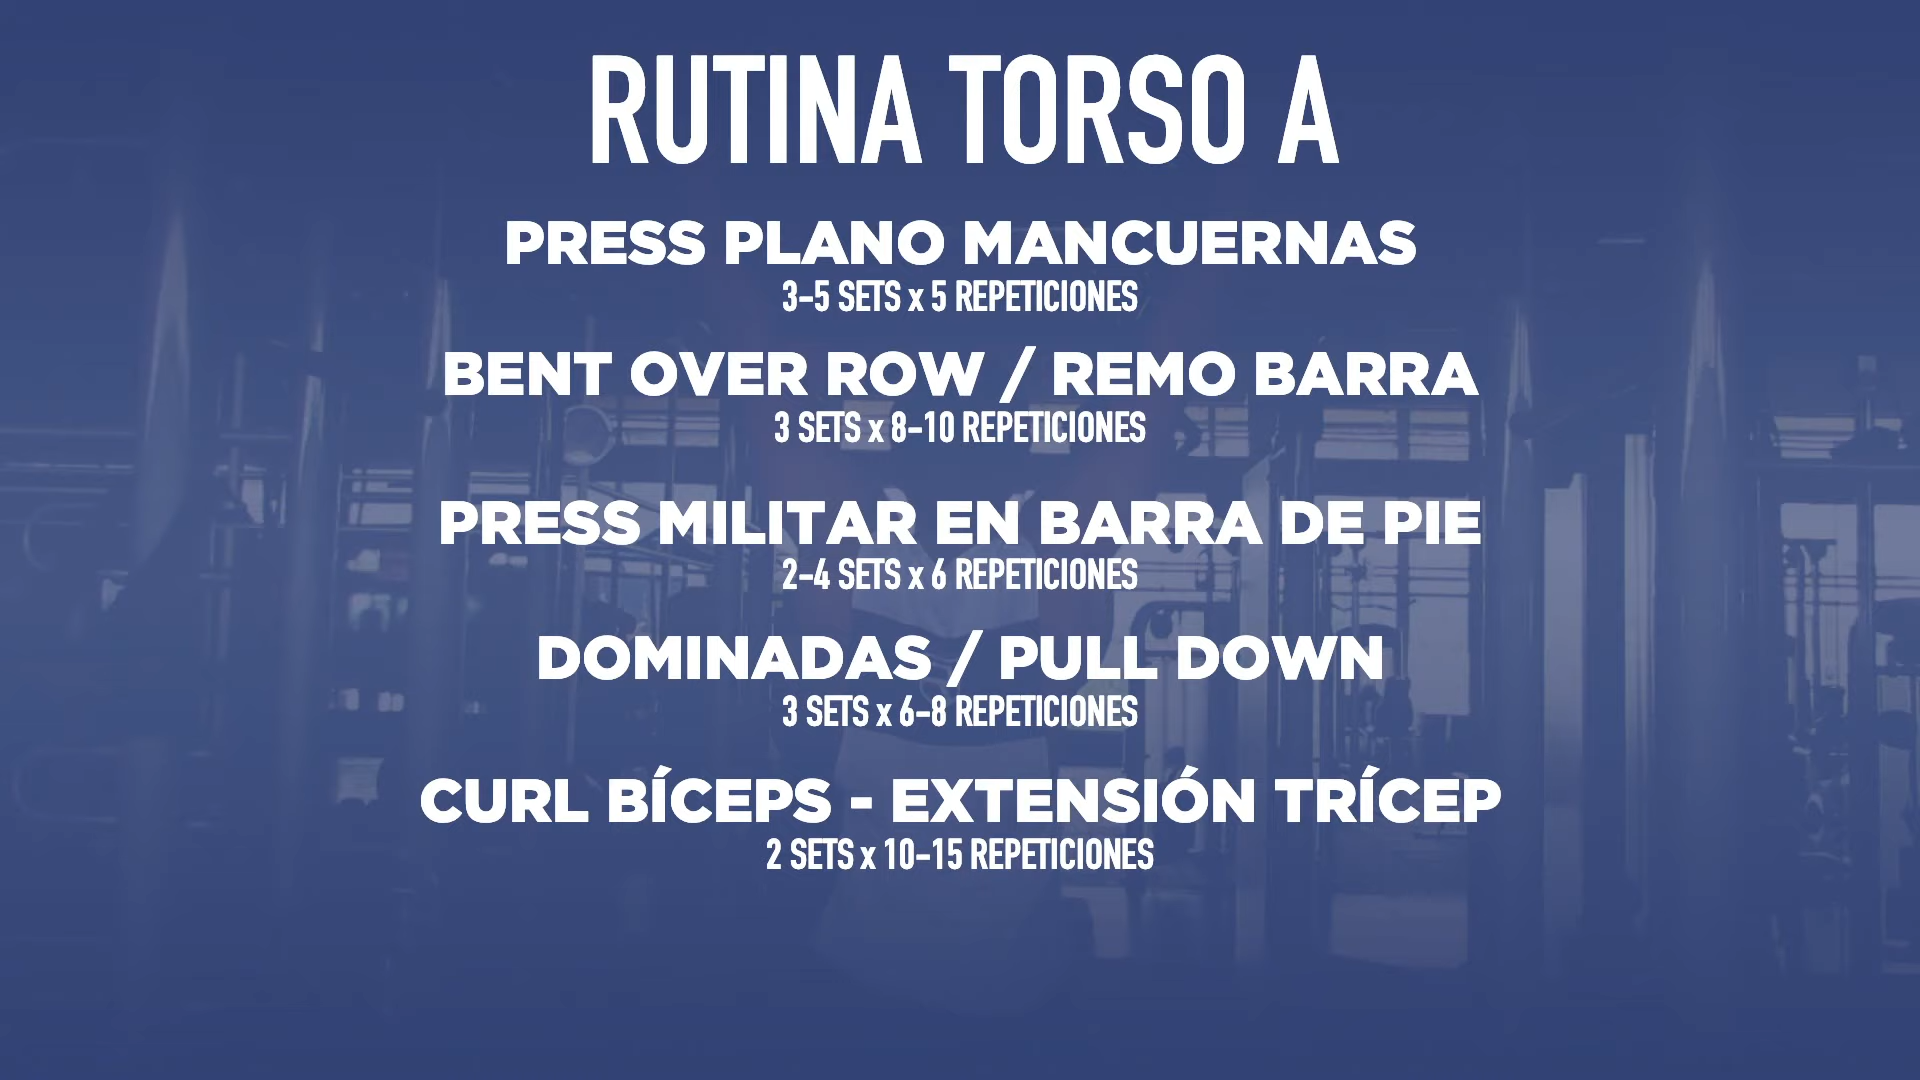 RUTINA TORSO A
PRESS PLANO MANCUERNAS
3-5 SETS x 5 REPETICIONES
BENT OVER ROW / REMO BARRA
3 SETS x 8-10 REPETICIONES
PRESS MILITAR EN BARRA DE PIE
2-4 SETS x 6 REPETICIONES
DOMINADAS / PULL DOWN
3 SETS x 6-8 REPETICIONES
CURL BÍCEPS - EXTENSIÓN TRÍCEP
2 SETS x 10-15 REPETICIONES